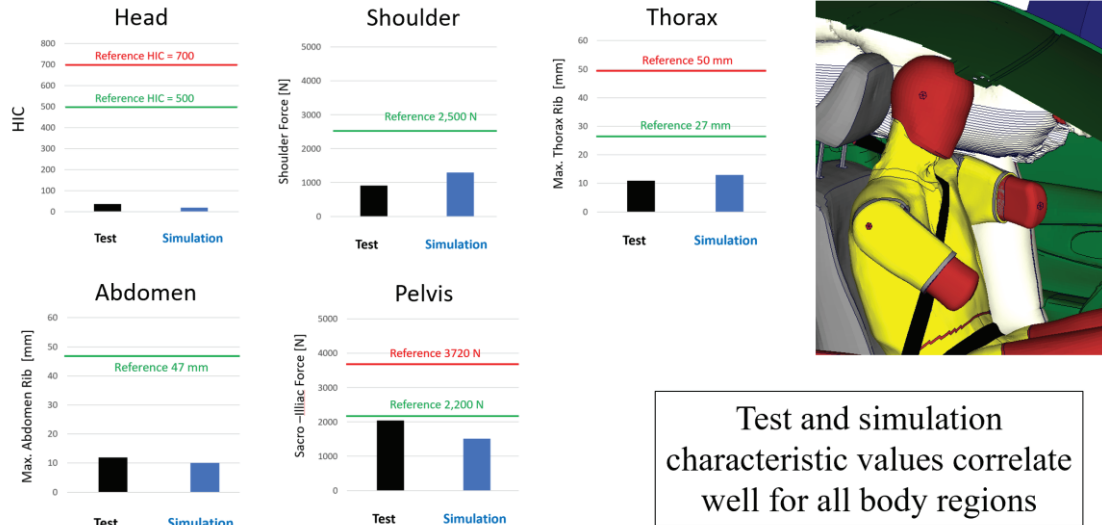 Head
HIC
800
700
600
500
400
300
200
100
0
Reference HIC = 700
Reference HIC = 500
Test
Simulation
Shoulder
Shoulder Force [N]
5000
4000
3000
2000
1000
0
Reference 2,500 N
Test
Simulation
Thorax
Max. Thorax Rib [mm]
60
50
40
30
20
10
0
Reference 50 mm
Reference 27 mm
Test
Simulation
Abdomen
Max. Abdomen Rib [mm]
60
50
40
30
20
10
0
Reference 47 mm
Test
Simulation
Pelvis
Sacro –Illiac Force [N]
5000
4000
3000
2000
1000
0
Reference 3720 N
Reference 2,200 N
Test
Simulation
Test and simulation
characteristic values correlate
well for all body regions